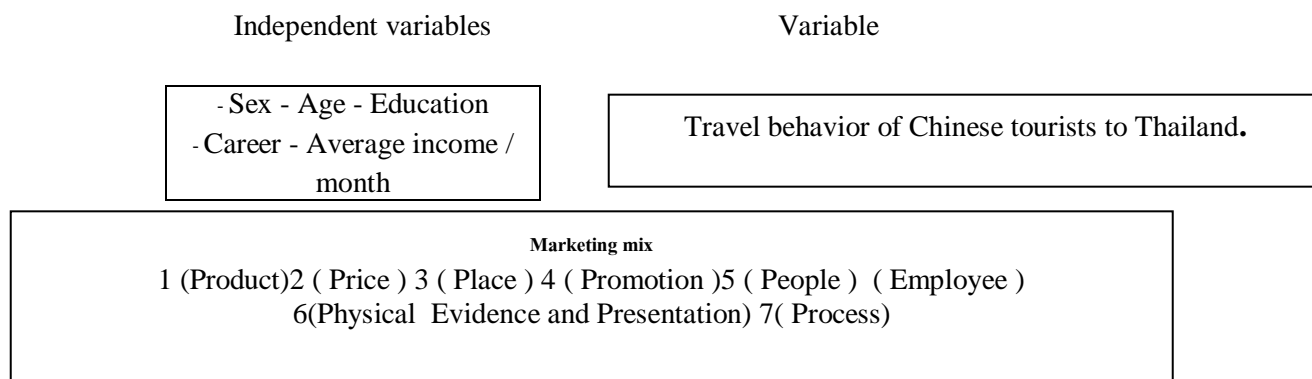 Independent variables
Variable
- Sex - Age - Education
- Career - Average income /
month
Travel behavior of Chinese tourists to Thailand.
Marketing mix
1 (Product)2 ( Price ) 3 ( Place ) 4 ( Promotion )5 ( People ) ( Employee )
6(Physical Evidence and Presentation) 7( Process)